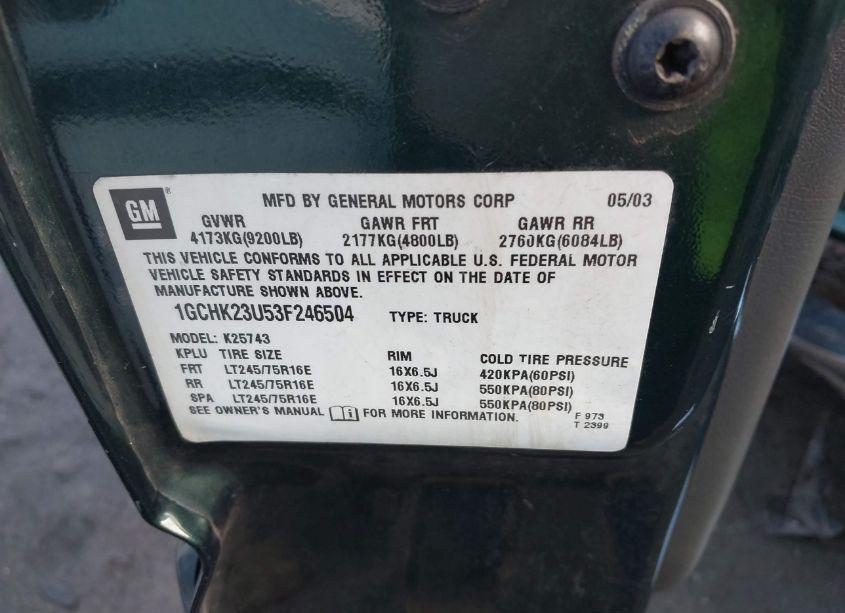 GM ® MFD BY GENERAL MOTORS CORP 05/03
GVWR GAWR FRT GAWR RR
4173KG(9200LB) 2177KG(4800LB) 2760KG(6084LB)
THIS VEHICLE CONFORMS TO ALL APPLICABLE U.S. FEDERAL MOTOR
VEHICLE SAFETY STANDARDS IN EFFECT ON THE DATE OF
MANUFACTURE SHOWN ABOVE.
1GCHK23U53F246504 TYPE: TRUCK
MODEL: K25743
KPLU TIRE SIZE RIM COLD TIRE PRESSURE
FRT LT245/75R16E 16X6.5J 420KPA(60PSI)
RR LT245/75R16E 16X6.5J 550KPA(80PSI)
SPA LT245/75R16E 16X6.5J 550KPA(80PSI)
SEE OWNER'S MANUAL FOR MORE INFORMATION.
F 973
T 2399